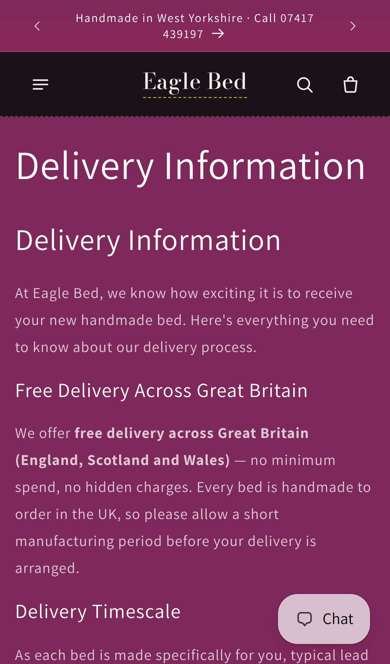 Handmade in West Yorkshire · Call 07417
439197 →
Eagle Bed
Delivery Information
Delivery Information
At Eagle Bed, we know how exciting it is to receive
your new handmade bed. Here's everything you need
to know about our delivery process.
Free Delivery Across Great Britain
We offer free delivery across Great Britain
(England, Scotland and Wales) — no minimum
spend, no hidden charges. Every bed is handmade to
order in the UK, so please allow a short
manufacturing period before your delivery is
arranged.
Delivery Timescale
Chat
As each bed is made specifically for you, typical lead